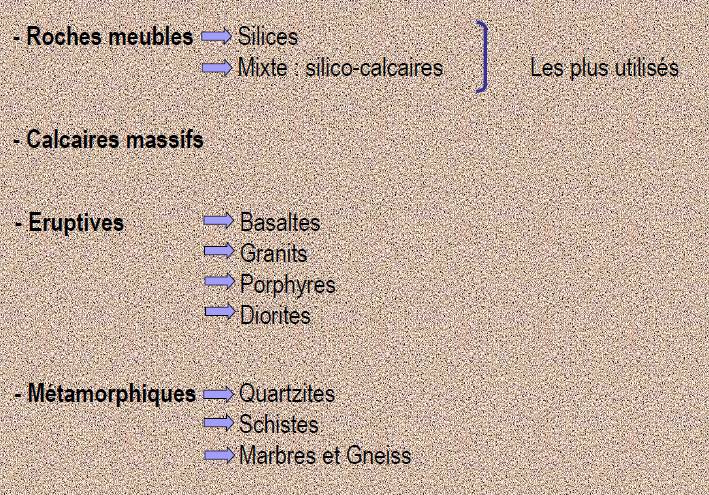 - Roches meubles Silices
Mixte : silico-calcaires Les plus utilisés
- Calcaires massifs
- Eruptives Basaltes
Granits
Porphyres
Diorites
- Métamorphiques Quartzites
Schistes
Marbres et Gneiss